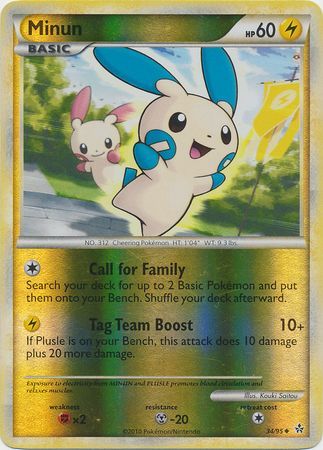 Minun
HP 60
BASIC
NO. 312 Cheering Pokémon HT: 1'04" WT: 9.3 lbs.
Call for Family
Search your deck for up to 2 Basic Pokémon and put
them onto your Bench. Shuffle your deck afterward.
Tag Team Boost 10+
If Plusle is on your Bench, this attack does 10 damage
plus 20 more damage.
Exposure to electricity from MINUN and PLUSLE promotes blood circulation and
relaxes muscles.
Illus. Kouki Saitou
weakness resistance retreat cost
×2 -20
©2010 Pokémon/Nintendo
34/95